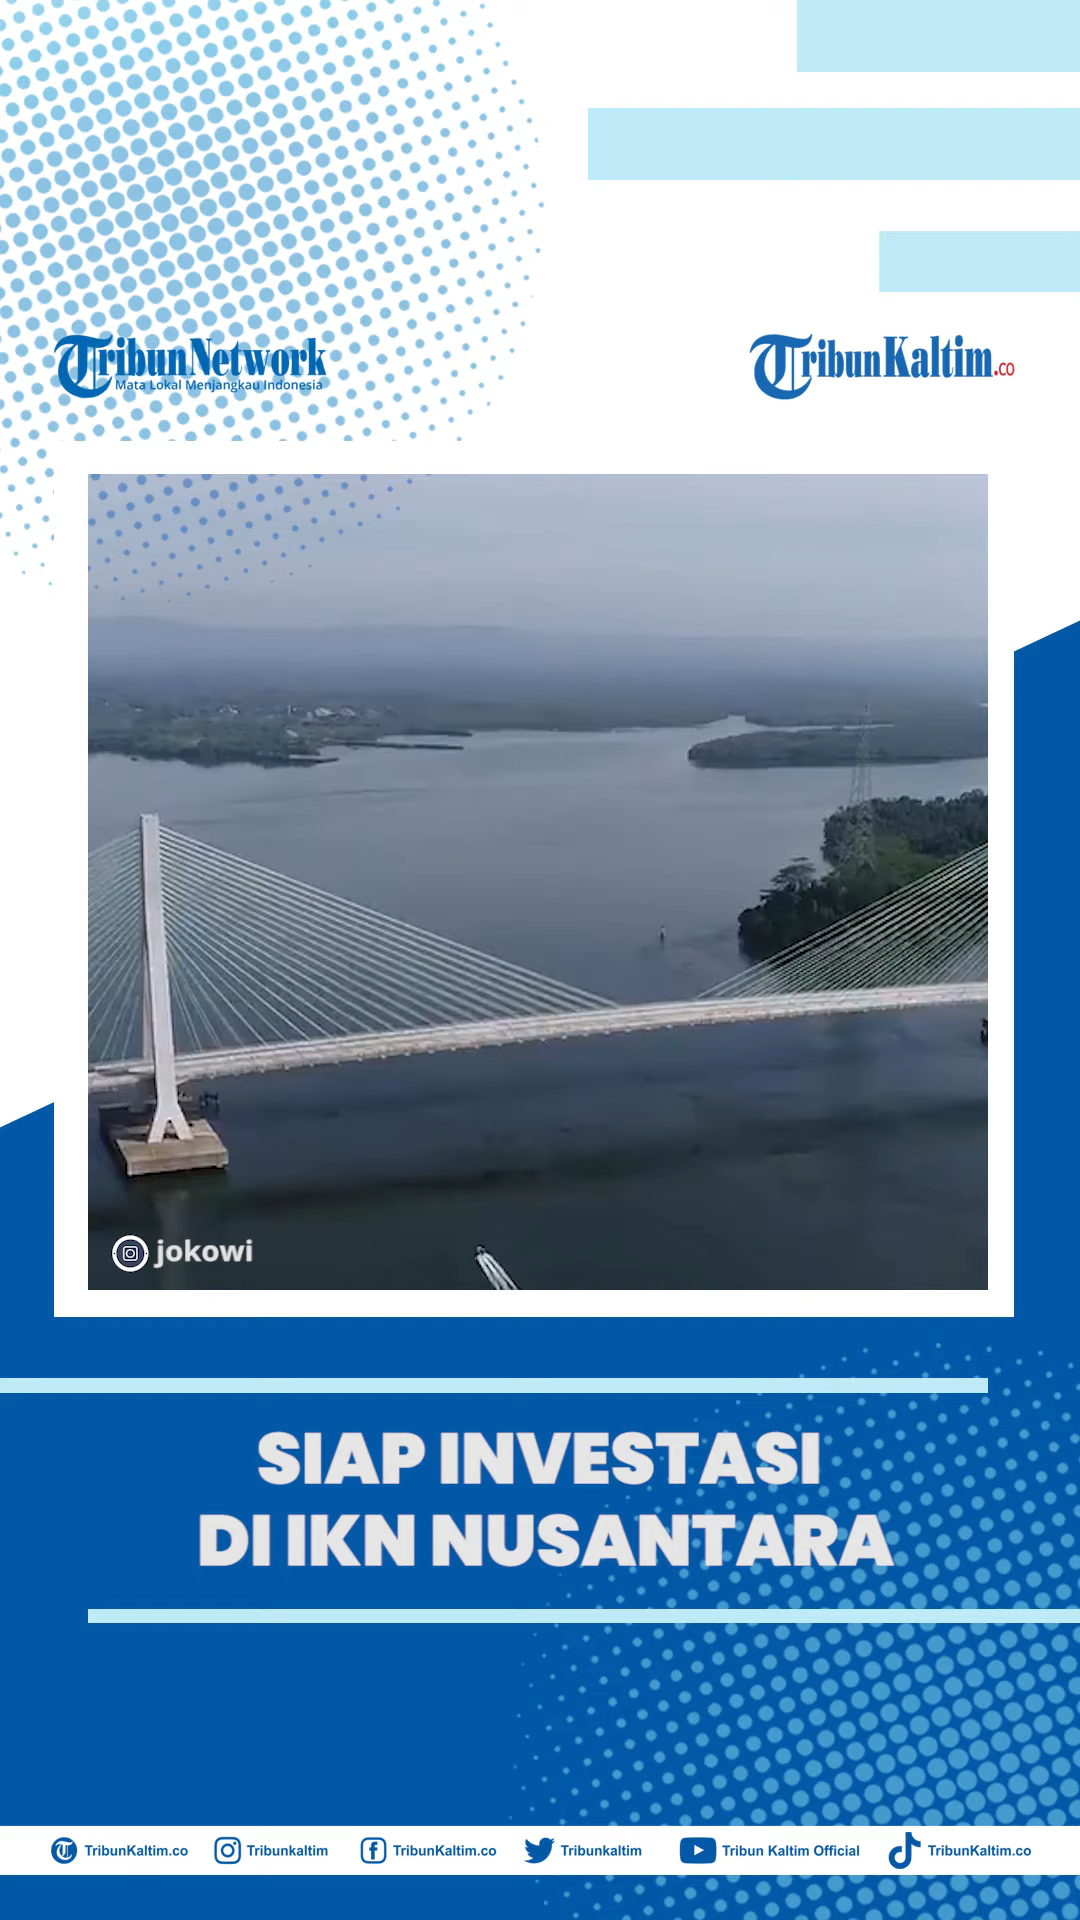 TribunNetwork
Mata Lokal Menjangkau Indonesia
TribunKaltim.co
jokowi
SIAP INVESTASI
DI IKN NUSANTARA
TribunKaltim.co
Tribunkaltim
TribunKaltim.co
Tribunkaltim
Tribun Kaltim Official
TribunKaltim.co